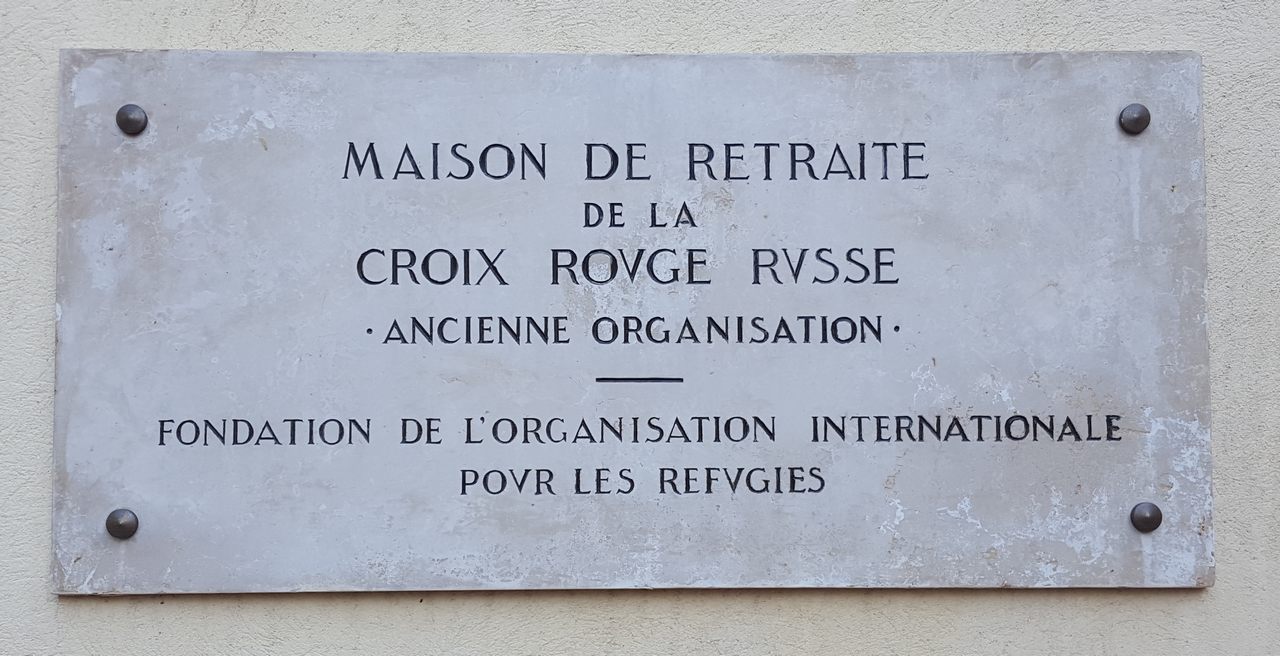 MAISON DE RETRAITE
DE LA
CROIX ROVGE RVSSE
·ANCIENNE ORGANISATION·
FONDATION DE L'ORGANISATION INTERNATIONALE
POVR LES REFVGIES